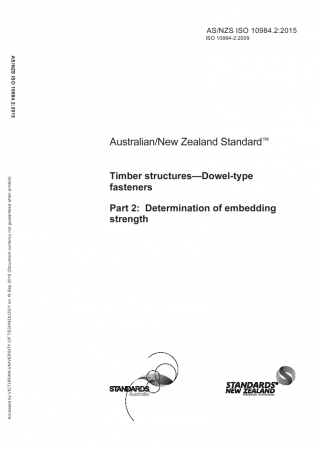 AS/NZS ISO 10984.2:2015
ISO 10984-2:2009
AS/NZS ISO 10984.2:2015
Australian/New Zealand Standard™
Timber structures—Dowel-type
fasteners
Part 2: Determination of embedding
strength
Accessed by VICTORIAN UNIVERSITY OF TECHNOLOGY on 16 Sep 2015 (Document currency not guaranteed when printed)
STANDARDS
Australia
STANDARDS
NEW ZEALAND